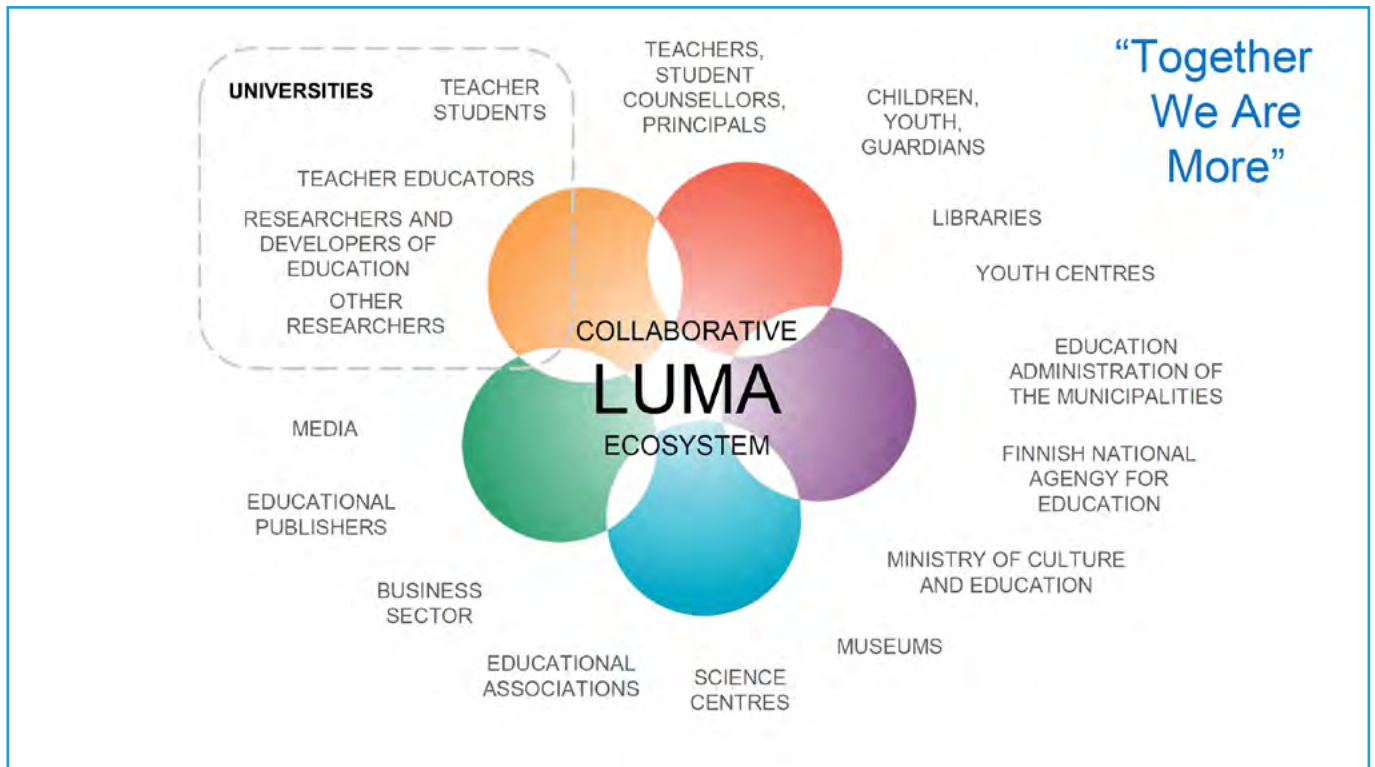 UNIVERSITIES
TEACHER
STUDENTS
TEACHER EDUCATORS
RESEARCHERS AND
DEVELOPERS OF
EDUCATION
OTHER
RESEARCHERS
TEACHERS,
STUDENT
COUNSELLORS,
PRINCIPALS
CHILDREN,
YOUTH,
GUARDIANS
“Together
We Are
More”
LIBRARIES
YOUTH CENTRES
EDUCATION
ADMINISTRATION OF
THE MUNICIPALITIES
FINNISH NATIONAL
AGENGY FOR
EDUCATION
MINISTRY OF CULTURE
AND EDUCATION
MUSEUMS
SCIENCE
CENTRES
EDUCATIONAL
ASSOCIATIONS
BUSINESS
SECTOR
EDUCATIONAL
PUBLISHERS
MEDIA
COLLABORATIVE
LUMA
ECOSYSTEM